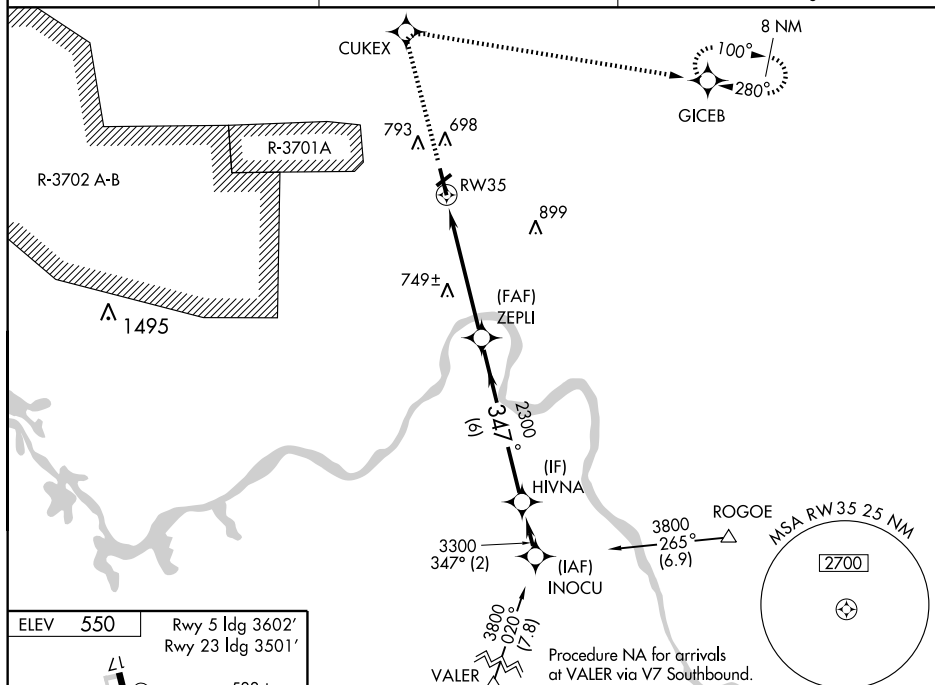 CUKEX
8 NM
100°
280°
GICEB
793
698
R-3701A
R-3702 A-B
RW35
899
749±
(FAF)
ZEPLI
1495
2300
347°
(6)
(IF)
HIVNA
ROGOE
MSA RW35 25 NM
3800
265°
(6.9)
3300
347° (2)
(IAF)
INOCU
2700
3800
020°
(7.8)
ELEV 550
Rwy 5 ldg 3602'
Rwy 23 ldg 3501'
Procedure NA for arrivals
at VALER via V7 Southbound.
VALER
17